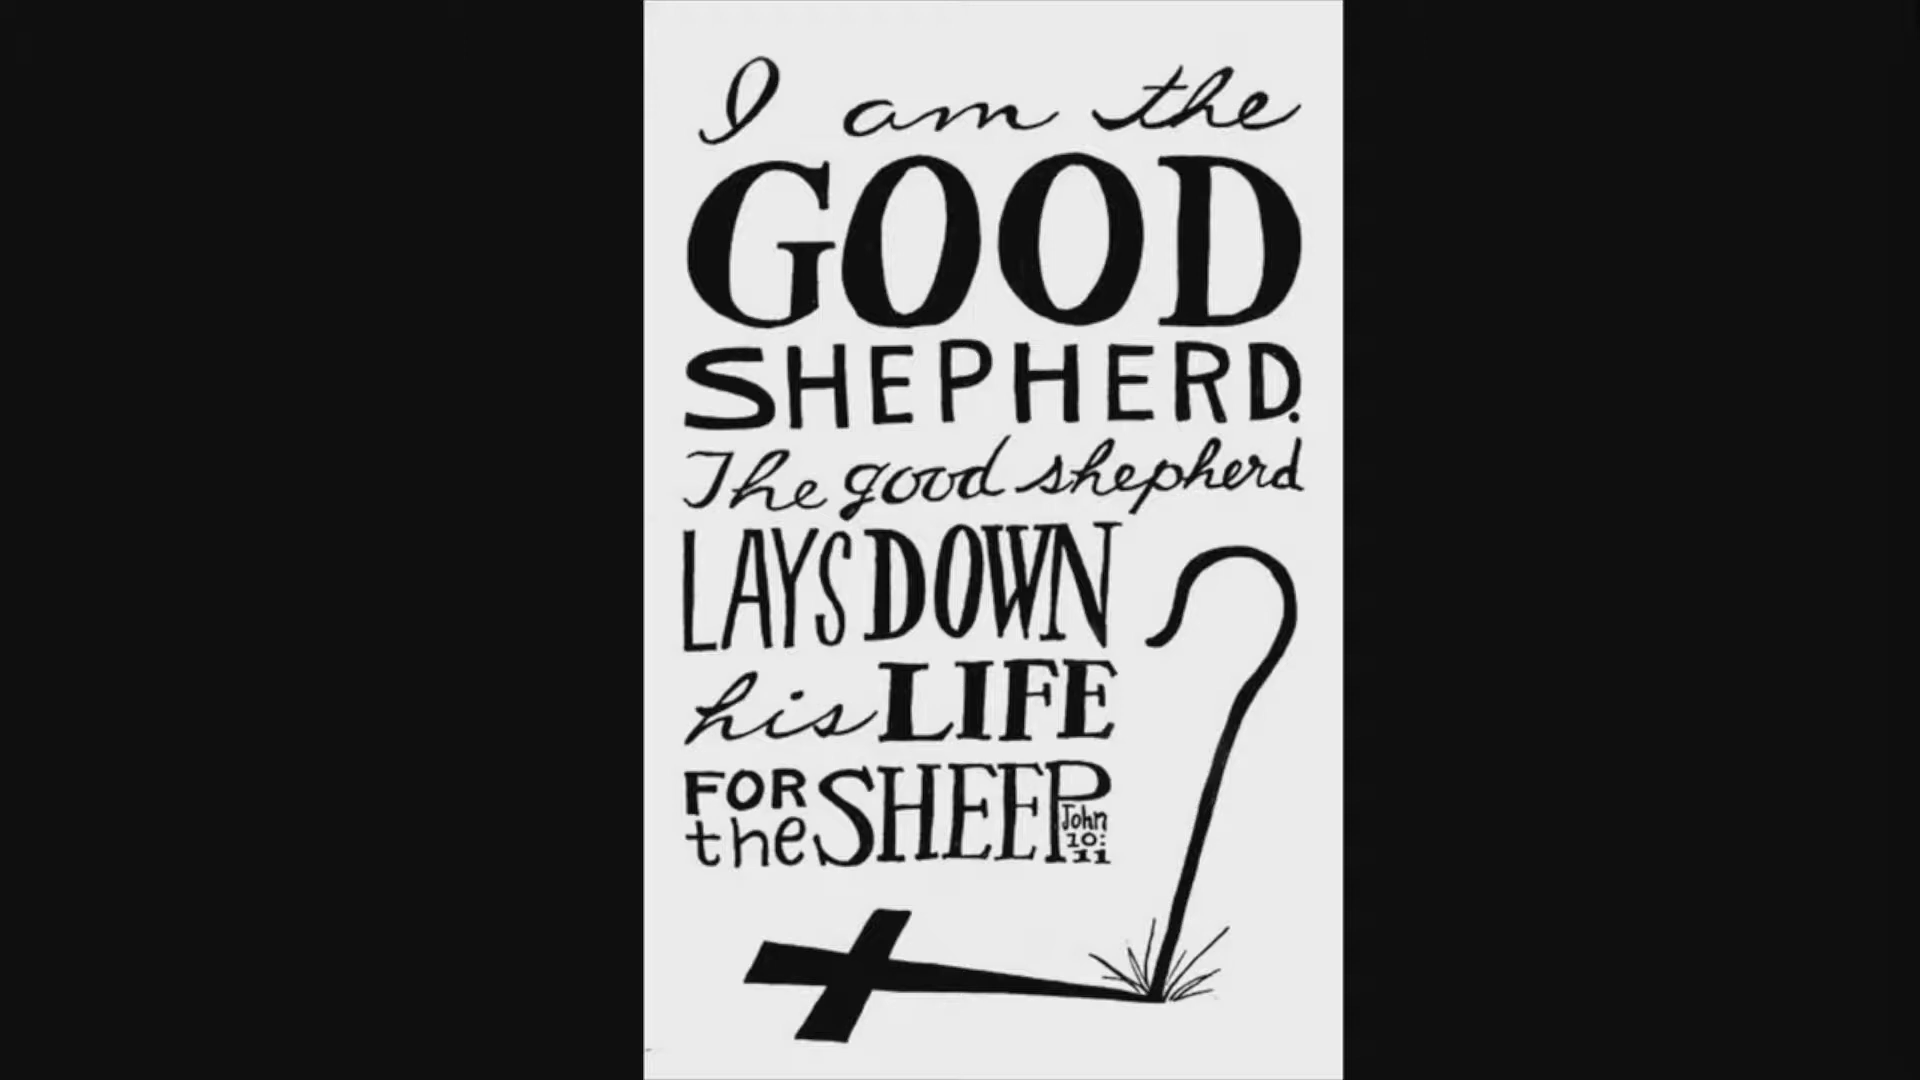 I am the
GOOD
SHEPHERD.
The good shepherd
LAYS DOWN
his LIFE
FOR the SHEEP
John
10:
11